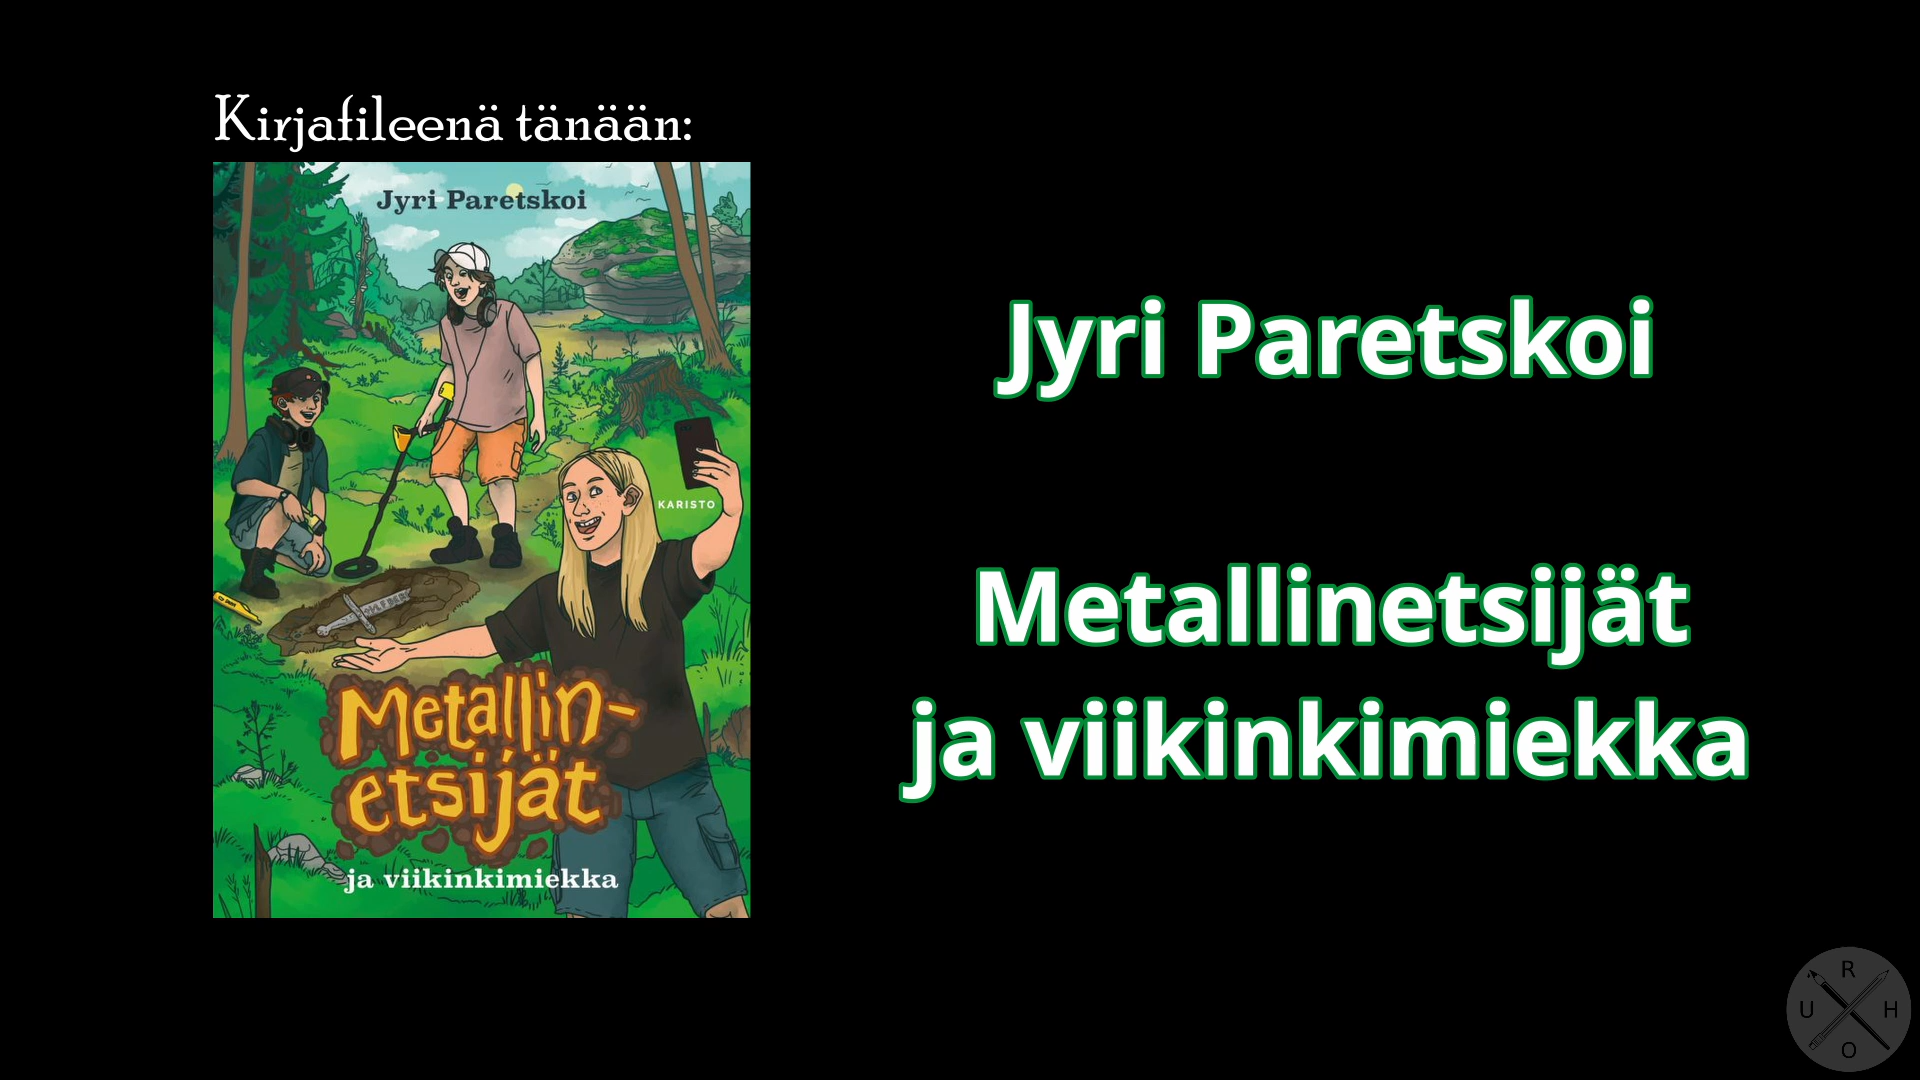 Kirjafileenä tänään:
Jyri Paretskoi
KARISTO
Metallin-
etsijät
ja viikinkimiekka
Jyri Paretskoi
Metallinetsijät
ja viikinkimiekka
R
U H
O